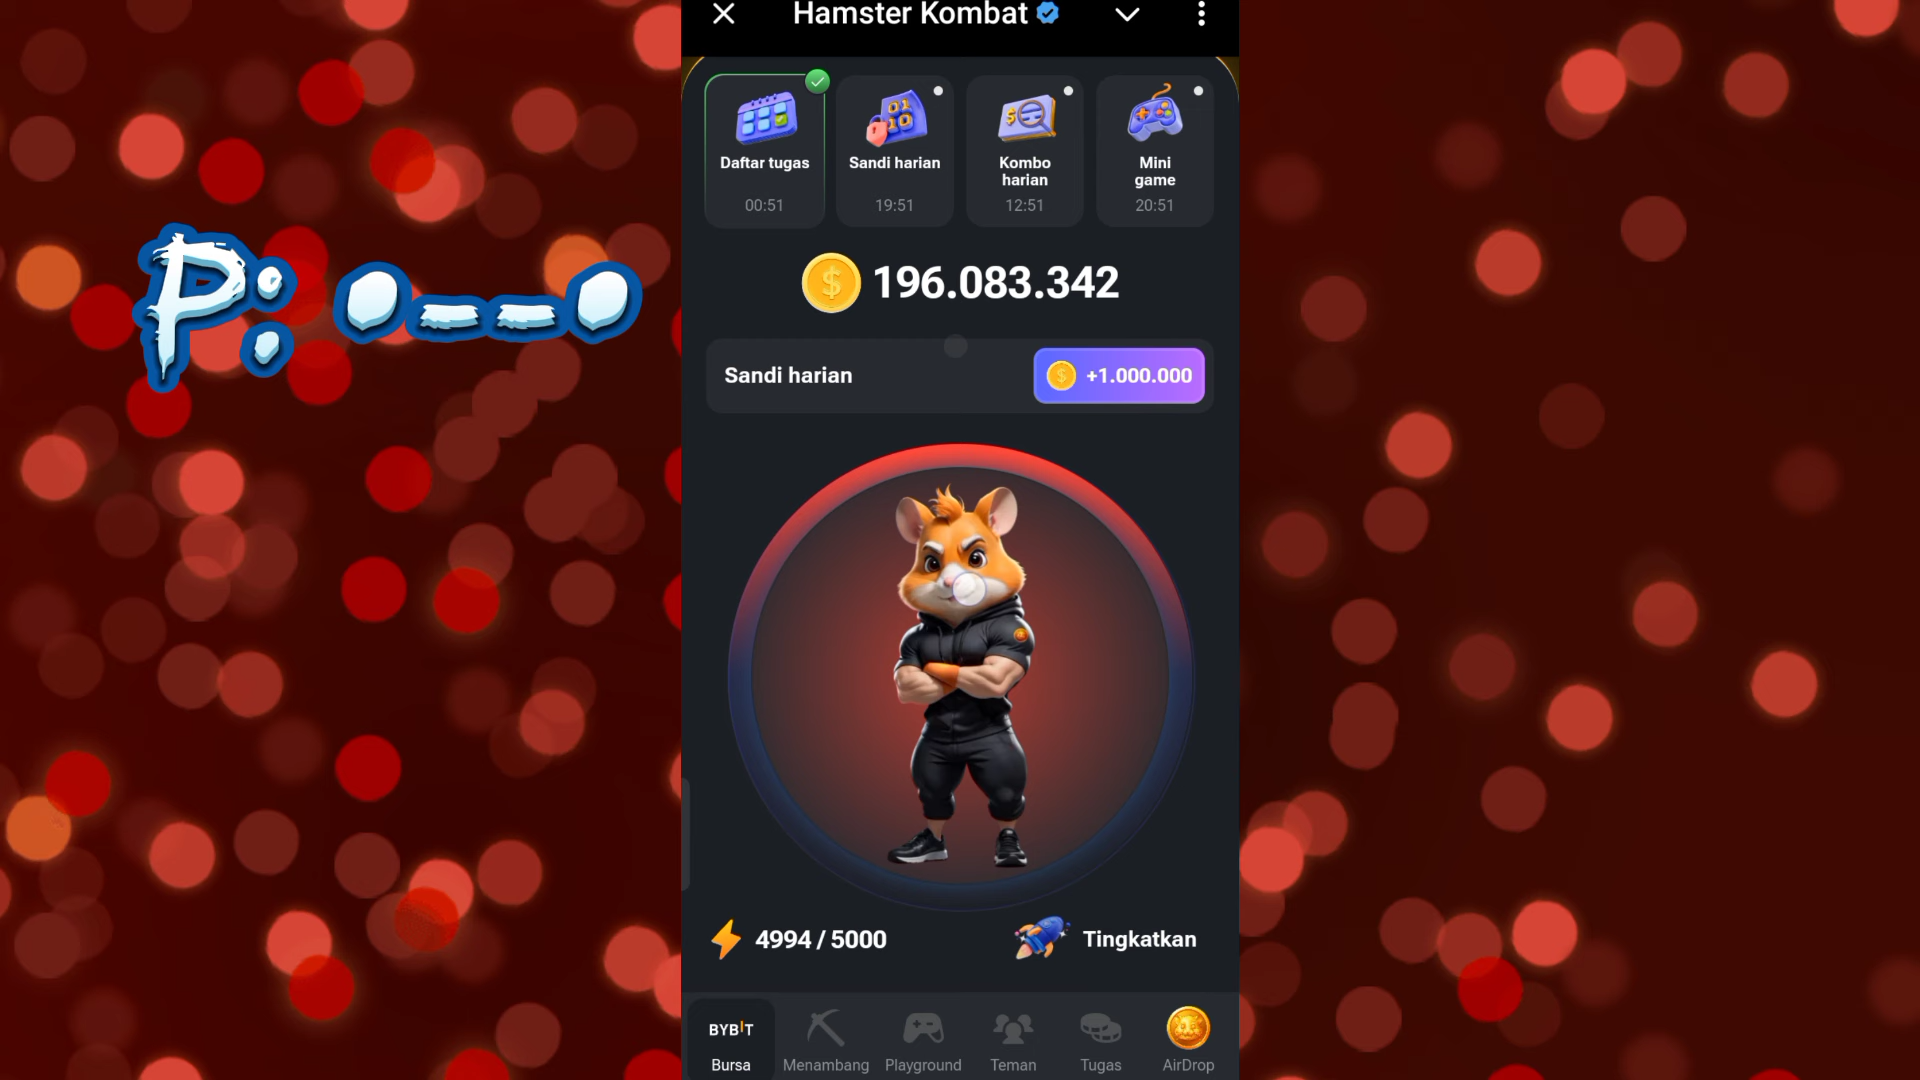 Hamster Kombat
Daftar tugas
00:51
Sandi harian
19:51
Kombo
harian
12:51
Mini
game
20:51
196.083.342
Sandi harian
+1.000.000
P: 0__0
4994 / 5000
Tingkatkan
BYBIT
Bursa
Menambang
Playground
Teman
Tugas
AirDrop